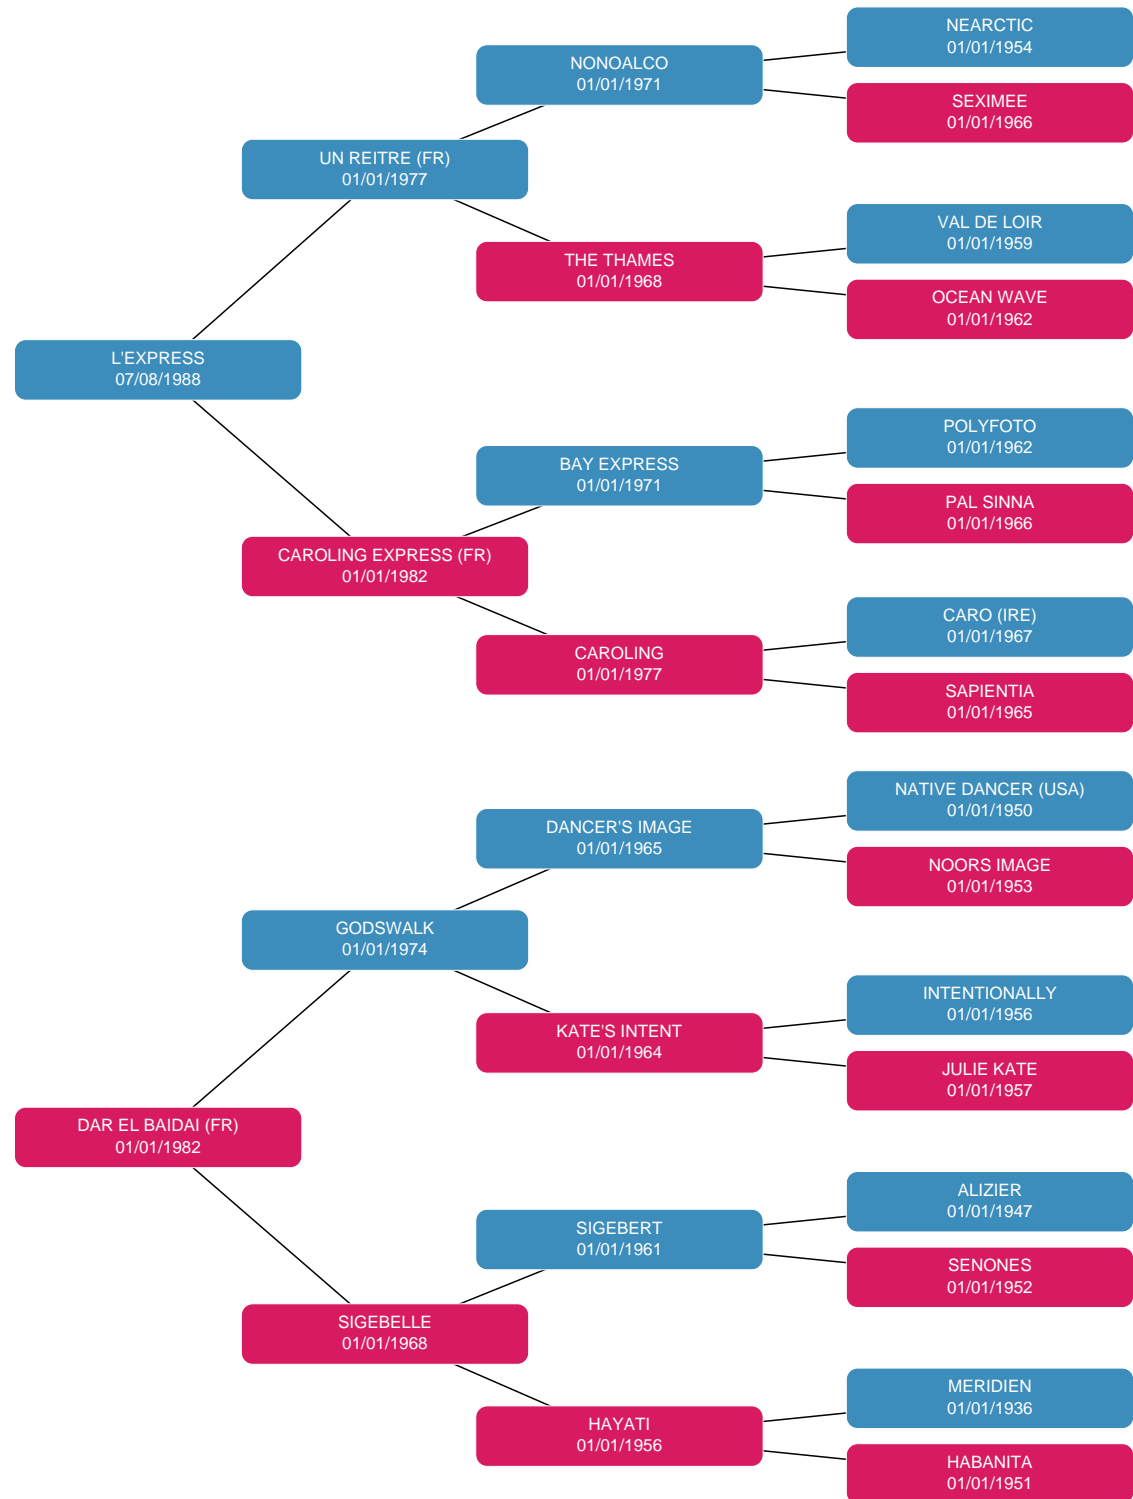 NEARCTIC
01/01/1954
NONOALCO
01/01/1971
SEXIMEE
01/01/1966
UN REITRE (FR)
01/01/1977
VAL DE LOIR
01/01/1959
THE THAMES
01/01/1968
OCEAN WAVE
01/01/1962
L'EXPRESS
07/08/1988
POLYFOTO
01/01/1962
BAY EXPRESS
01/01/1971
PAL SINNA
01/01/1966
CAROLING EXPRESS (FR)
01/01/1982
CARO (IRE)
01/01/1967
CAROLING
01/01/1977
SAPIENTIA
01/01/1965
NATIVE DANCER (USA)
01/01/1950
DANCER'S IMAGE
01/01/1965
NOORS IMAGE
01/01/1953
GODSWALK
01/01/1974
INTENTIONALLY
01/01/1956
KATE'S INTENT
01/01/1964
JULIE KATE
01/01/1957
DAR EL BAIDAI (FR)
01/01/1982
ALIZIER
01/01/1947
SIGEBERT
01/01/1961
SENONES
01/01/1952
SIGEBELLE
01/01/1968
MERIDIEN
01/01/1936
HAYATI
01/01/1956
HABANITA
01/01/1951